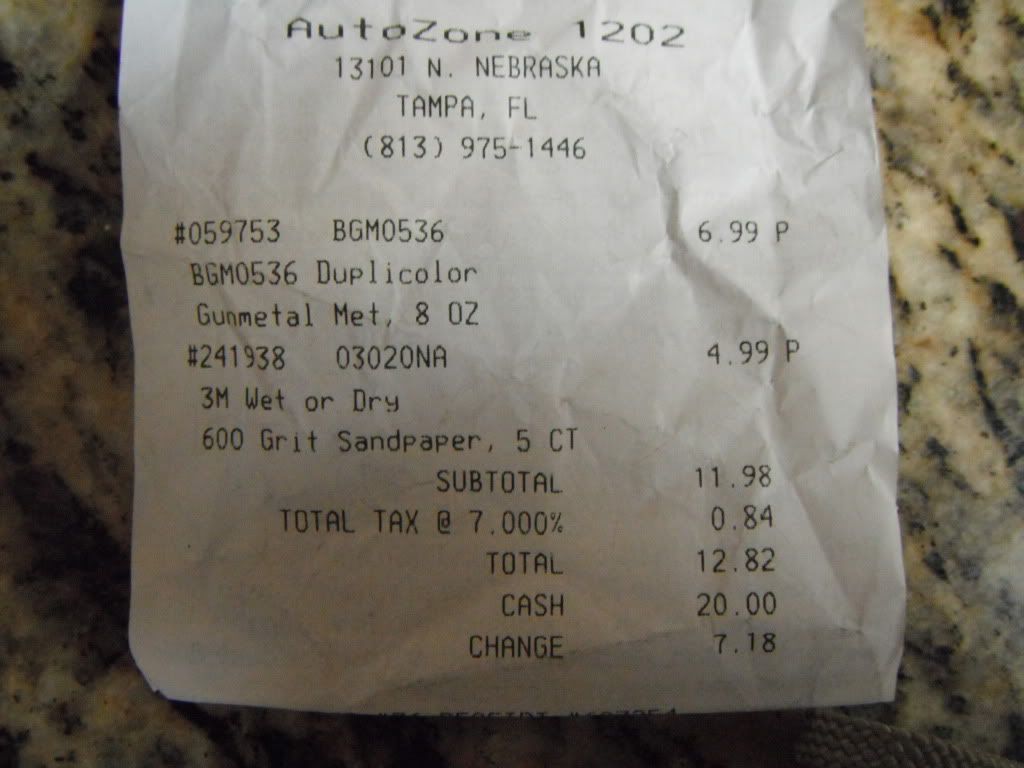 AutoZone 1202
13101 N. NEBRASKA
TAMPA, FL
(813) 975-1446
#059753 BGM0536 6.99 P
BGM0536 Duplicolor
Gunmetal Met, 8 OZ
#241938 03020NA 4.99 P
3M Wet or Dry
600 Grit Sandpaper, 5 CT
SUBTOTAL 11.98
TOTAL TAX @ 7.000% 0.84
TOTAL 12.82
CASH 20.00
CHANGE 7.18
RECEIPT